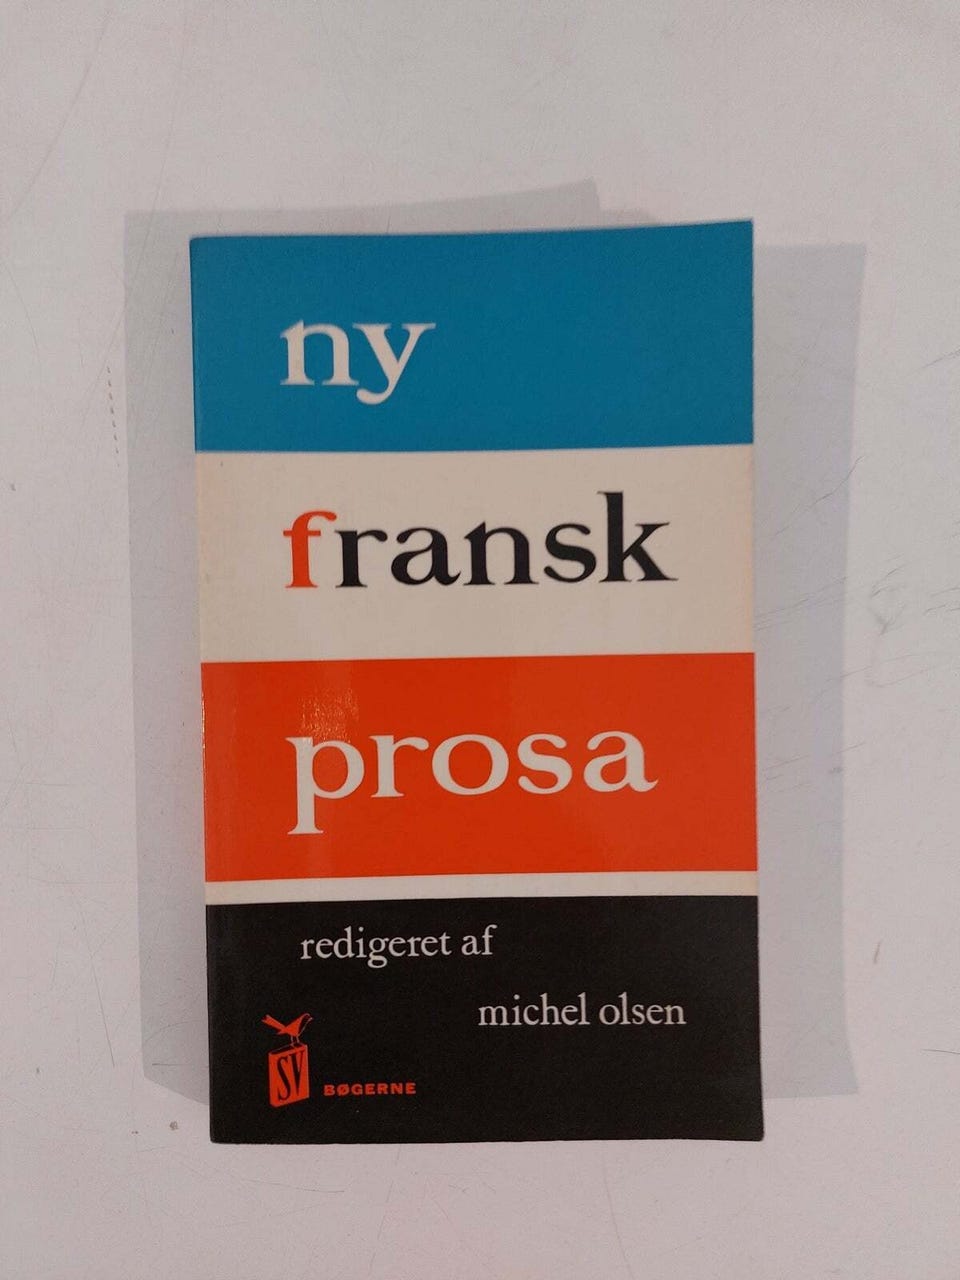 ny
fransk
prosa
redigeret af
michel olsen
SV
BØGERNE